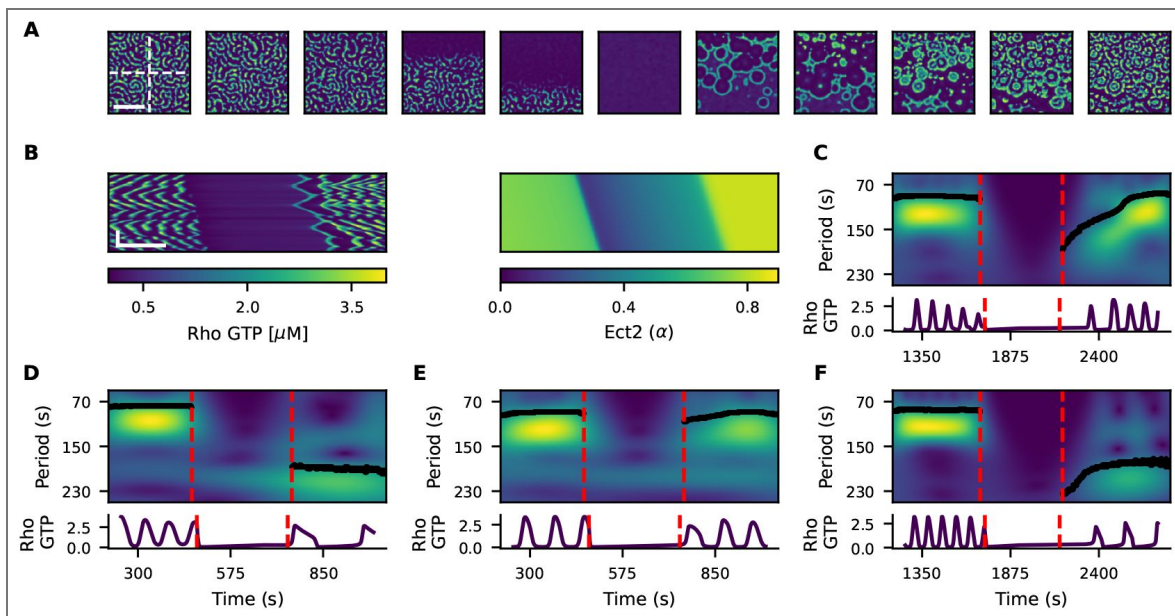 A
B
0.5 2.0 3.5
Rho GTP [μM]
0.0 0.4 0.8
Ect2 (α)
C
Period (s)
70
150
230
Rho
GTP
2.5
0.0
1350 1875 2400
D
Period (s)
70
150
230
Rho
GTP
2.5
0.0
300 575 850
Time (s)
E
Period (s)
70
150
230
Rho
GTP
2.5
0.0
300 575 850
Time (s)
F
Period (s)
70
150
230
Rho
GTP
2.5
0.0
1350 1875 2400
Time (s)